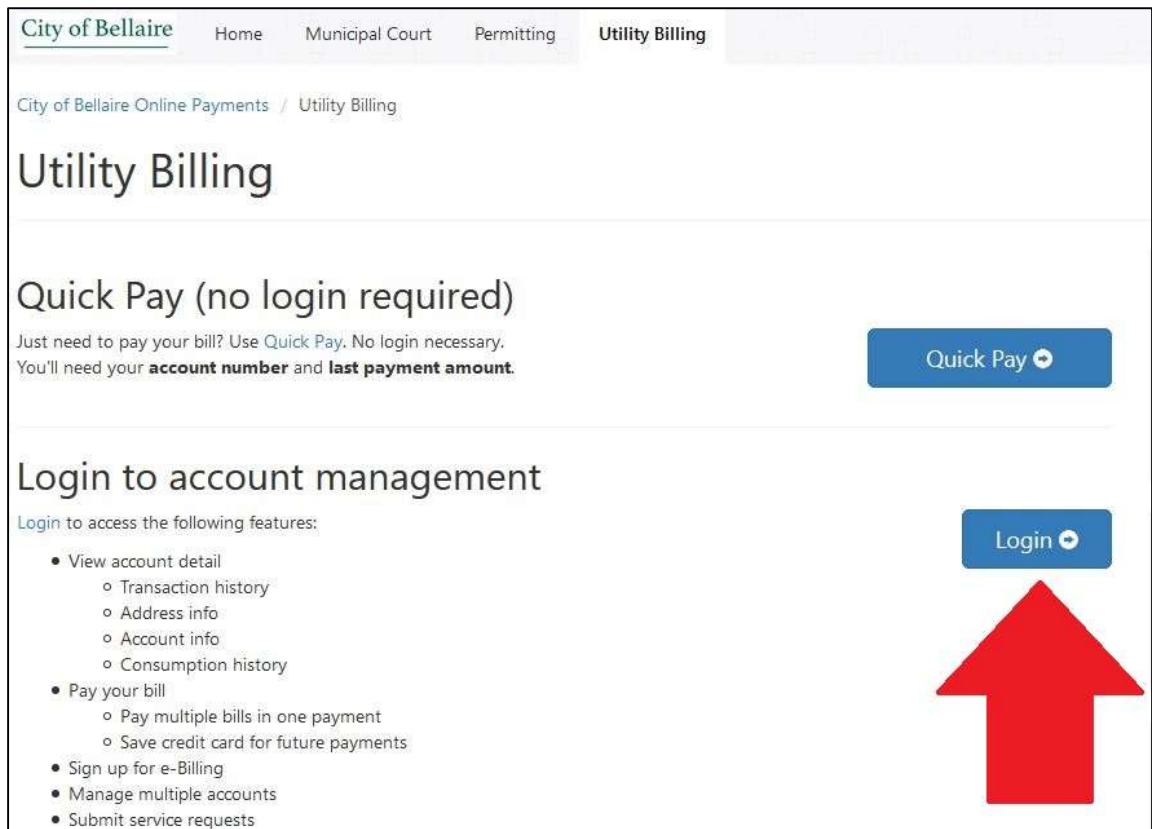 City of Bellaire Home Municipal Court Permitting Utility Billing
City of Bellaire Online Payments / Utility Billing
Utility Billing
Quick Pay (no login required)
Just need to pay your bill? Use Quick Pay. No login necessary.
You'll need your account number and last payment amount.
Quick Pay
Login to account management
Login to access the following features:
Login
• View account detail
○ Transaction history
○ Address info
○ Account info
○ Consumption history
• Pay your bill
○ Pay multiple bills in one payment
○ Save credit card for future payments
• Sign up for e-Billing
• Manage multiple accounts
• Submit service requests